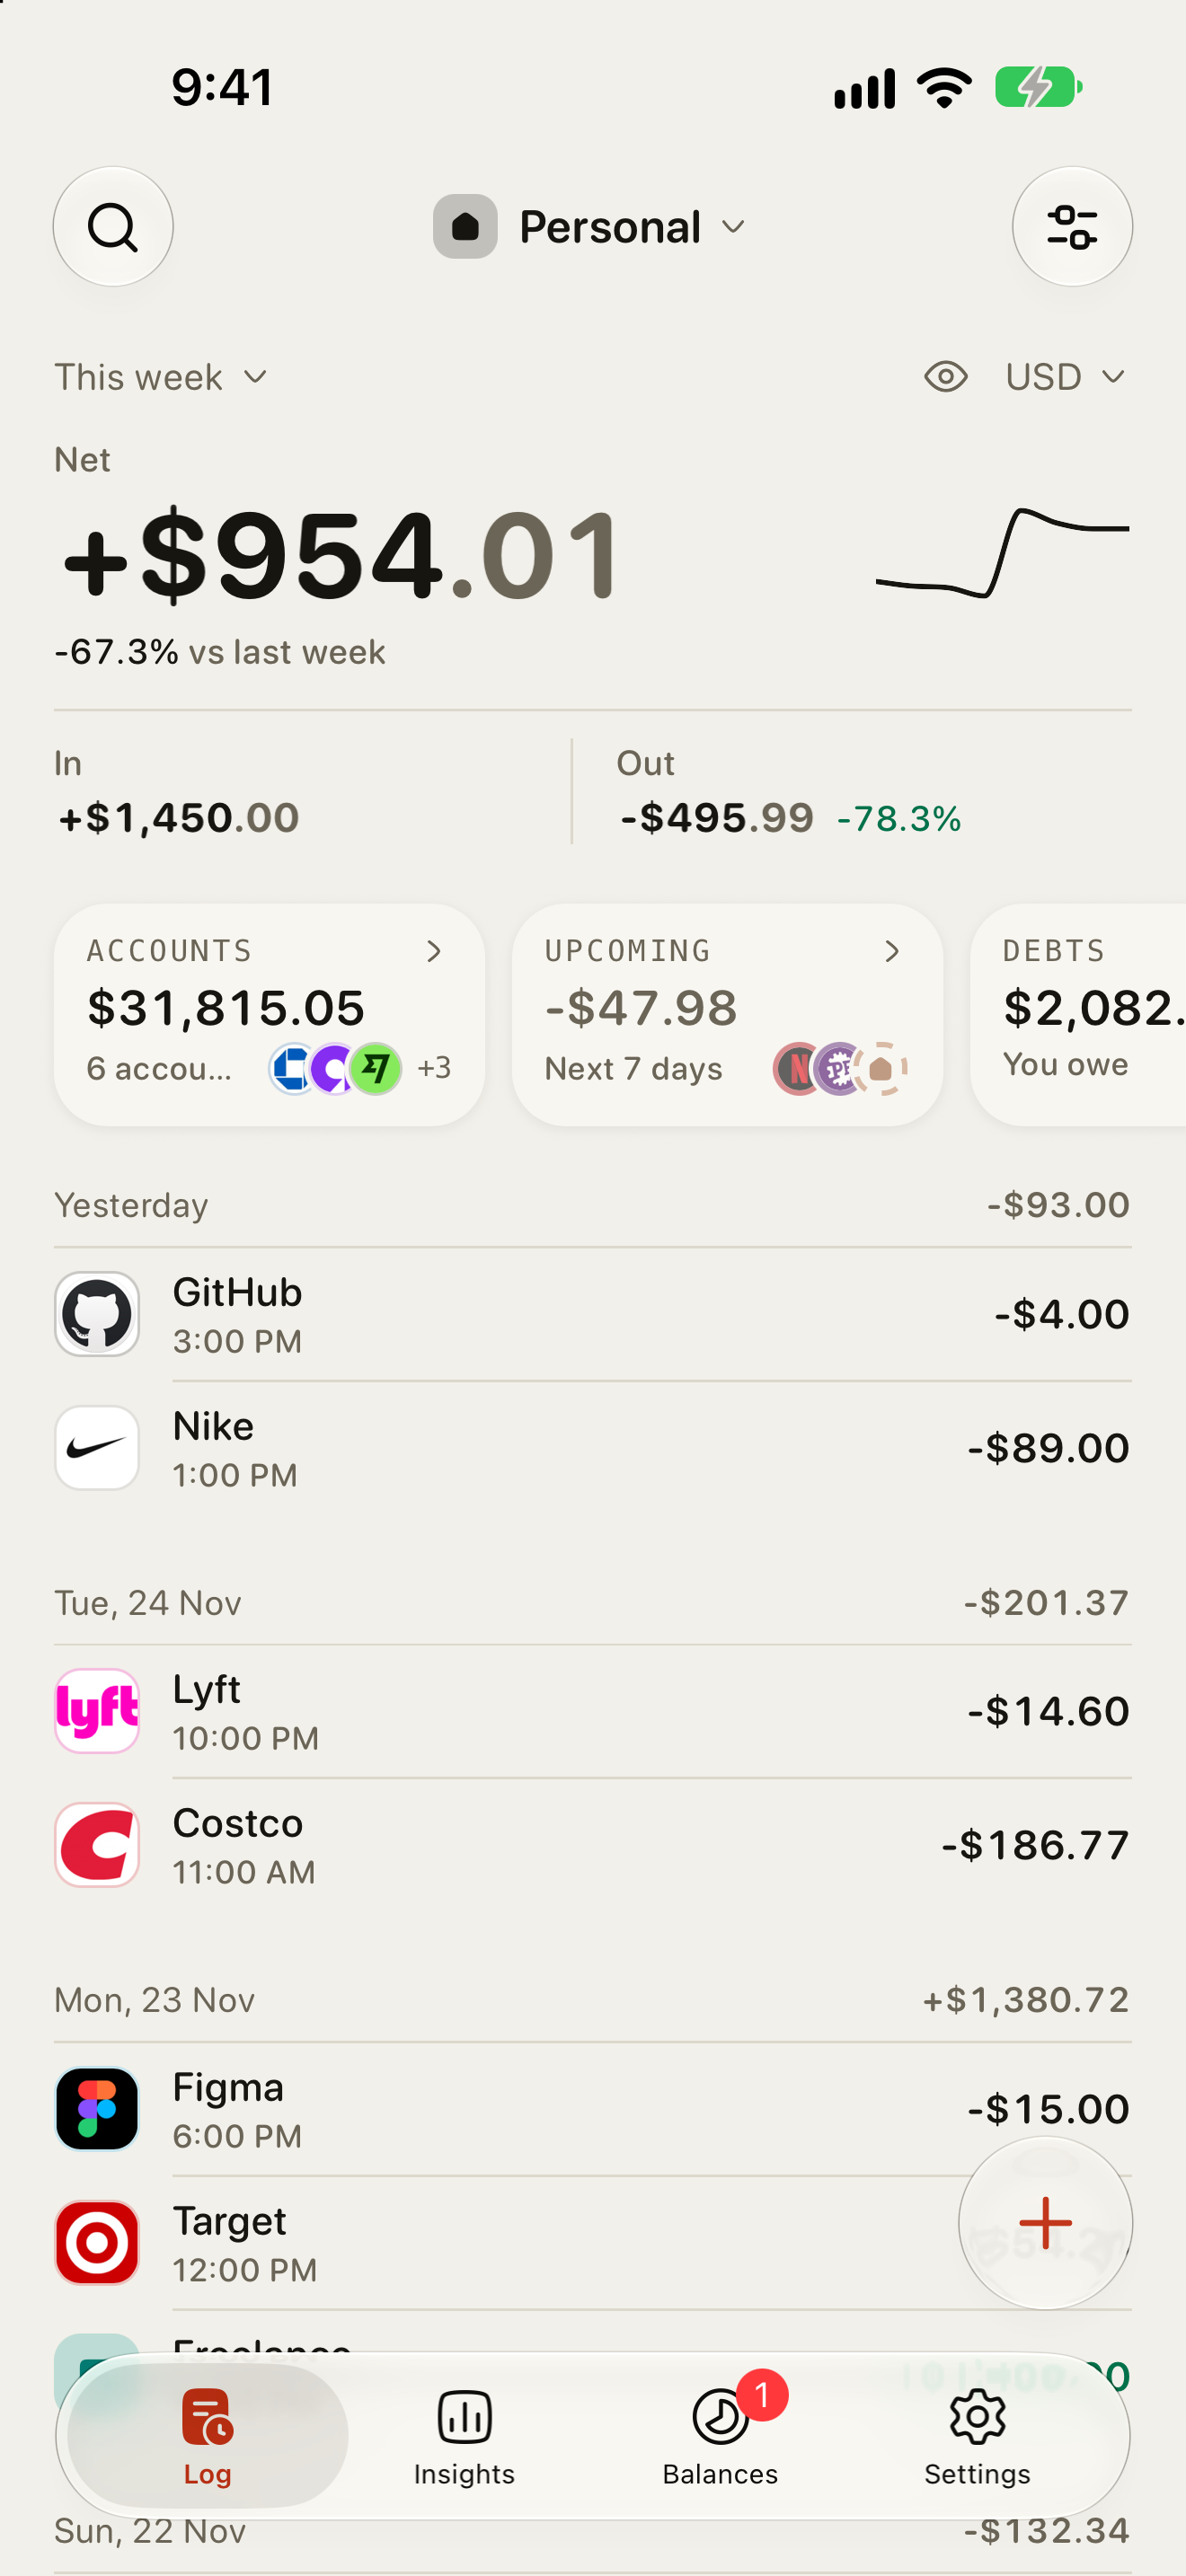 9:41
Personal
This week
USD
Net
+$954.01
-67.3% vs last week
In
Out
+$1,450.00
-$495.99 -78.3%
ACCOUNTS
$31,815.05
6 accou...
+3
UPCOMING
-$47.98
Next 7 days
DEBTS
$2,082.
You owe
Yesterday
-$93.00
GitHub
3:00 PM
-$4.00
Nike
1:00 PM
-$89.00
Tue, 24 Nov
-$201.37
lyft
Lyft
10:00 PM
-$14.60
Costco
11:00 AM
-$186.77
Mon, 23 Nov
+$1,380.72
Figma
6:00 PM
-$15.00
Target
12:00 PM
Freelance
1
Log
Insights
Balances
Settings
Sun, 22 Nov
-$132.34